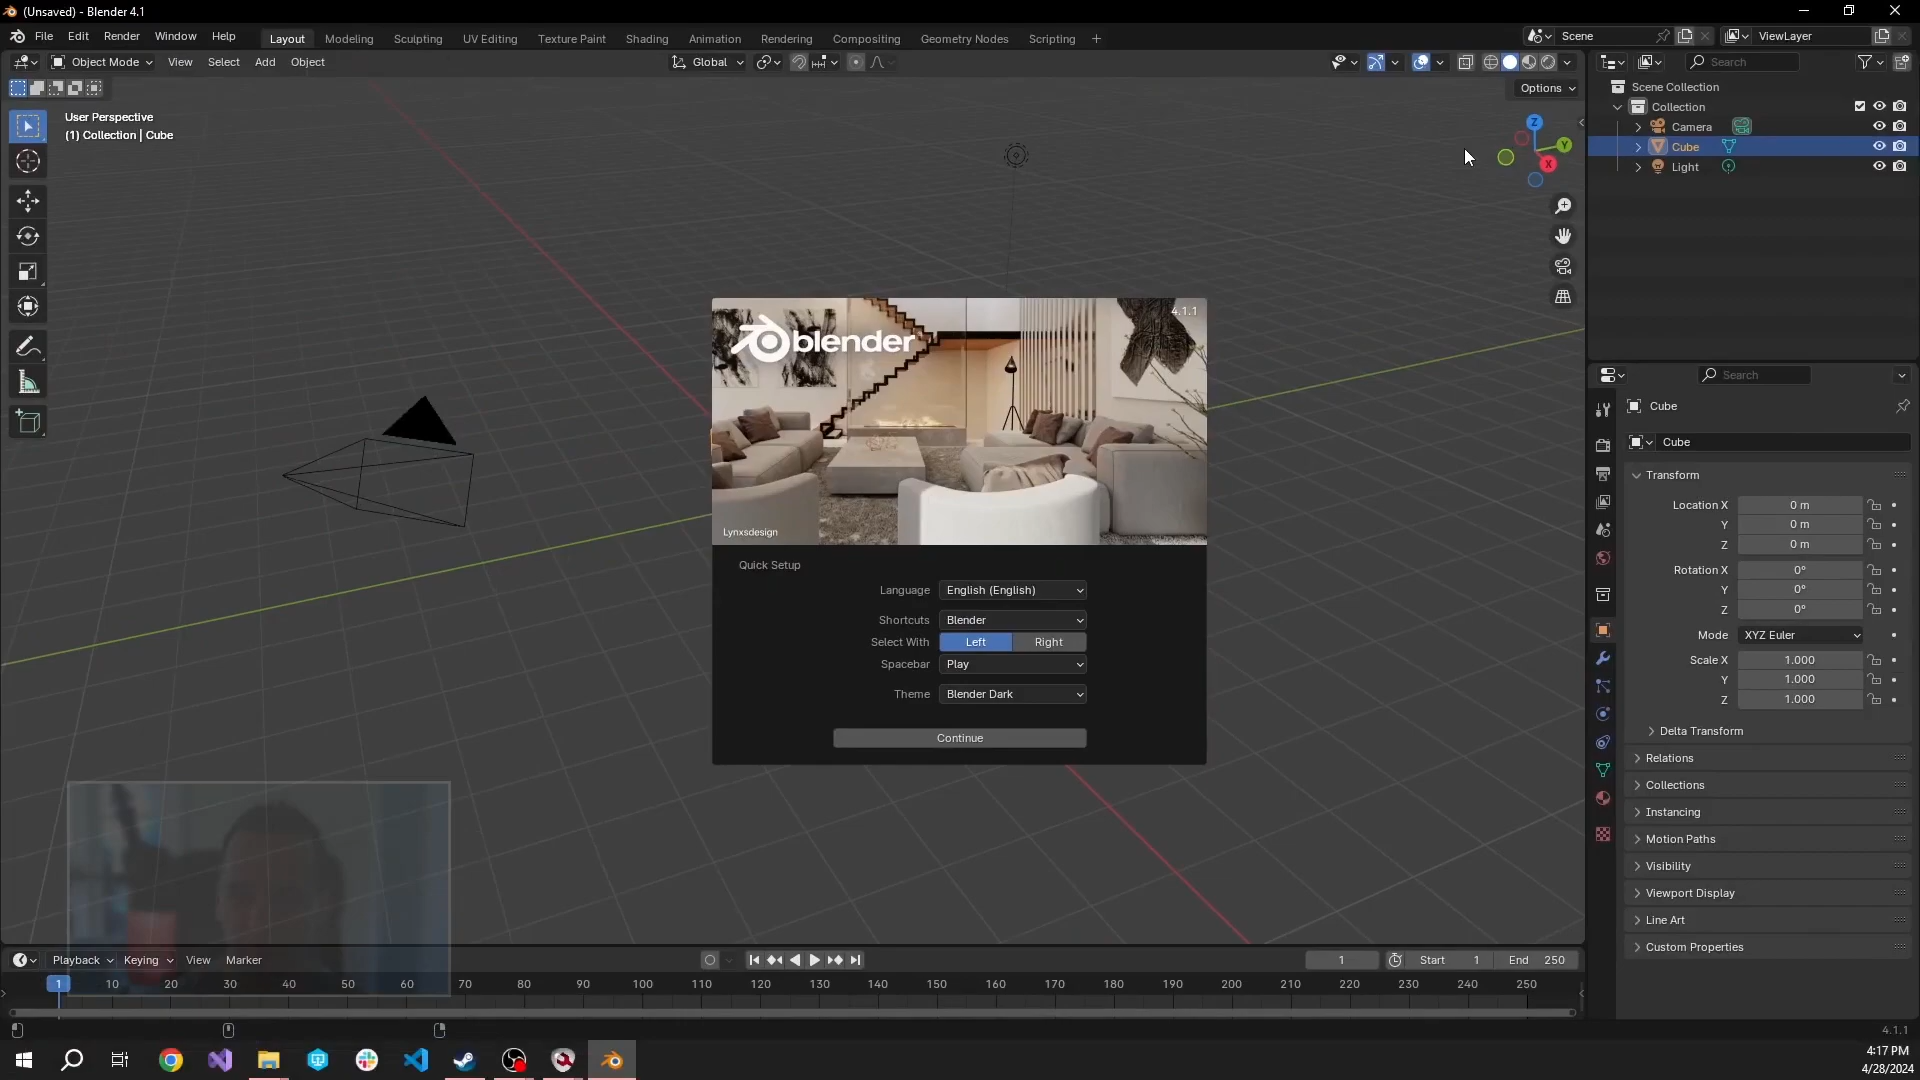 (Unsaved) - Blender 4.1
File Edit Render Window Help
Layout Modeling Sculpting UV Editing Texture Paint Shading Animation Rendering Compositing Geometry Nodes Scripting +
Scene
ViewLayer
Object Mode View Select Add Object
Global
Search
Options
User Perspective
(1) Collection | Cube
Z
Y
X
Scene Collection
Collection
Camera
Cube
Light
blender
4.1.1
Lynxsdesign
Quick Setup
Language English (English)
Shortcuts Blender
Select With Left Right
Spacebar Play
Theme Blender Dark
Continue
Search
Cube
Cube
Transform
Location X 0 m
Y 0 m
Z 0 m
Rotation X 0°
Y 0°
Z 0°
Mode XYZ Euler
Scale X 1.000
Y 1.000
Z 1.000
Delta Transform
Relations
Collections
Instancing
Motion Paths
Visibility
Viewport Display
Line Art
Custom Properties
Playback Keying View Marker
1 Start 1 End 250
1 10 20 30 40 50 60 70 80 90 100 110 120 130 140 150 160 170 180 190 200 210 220 230 240 250
4.1.1
4:17 PM
4/28/2024